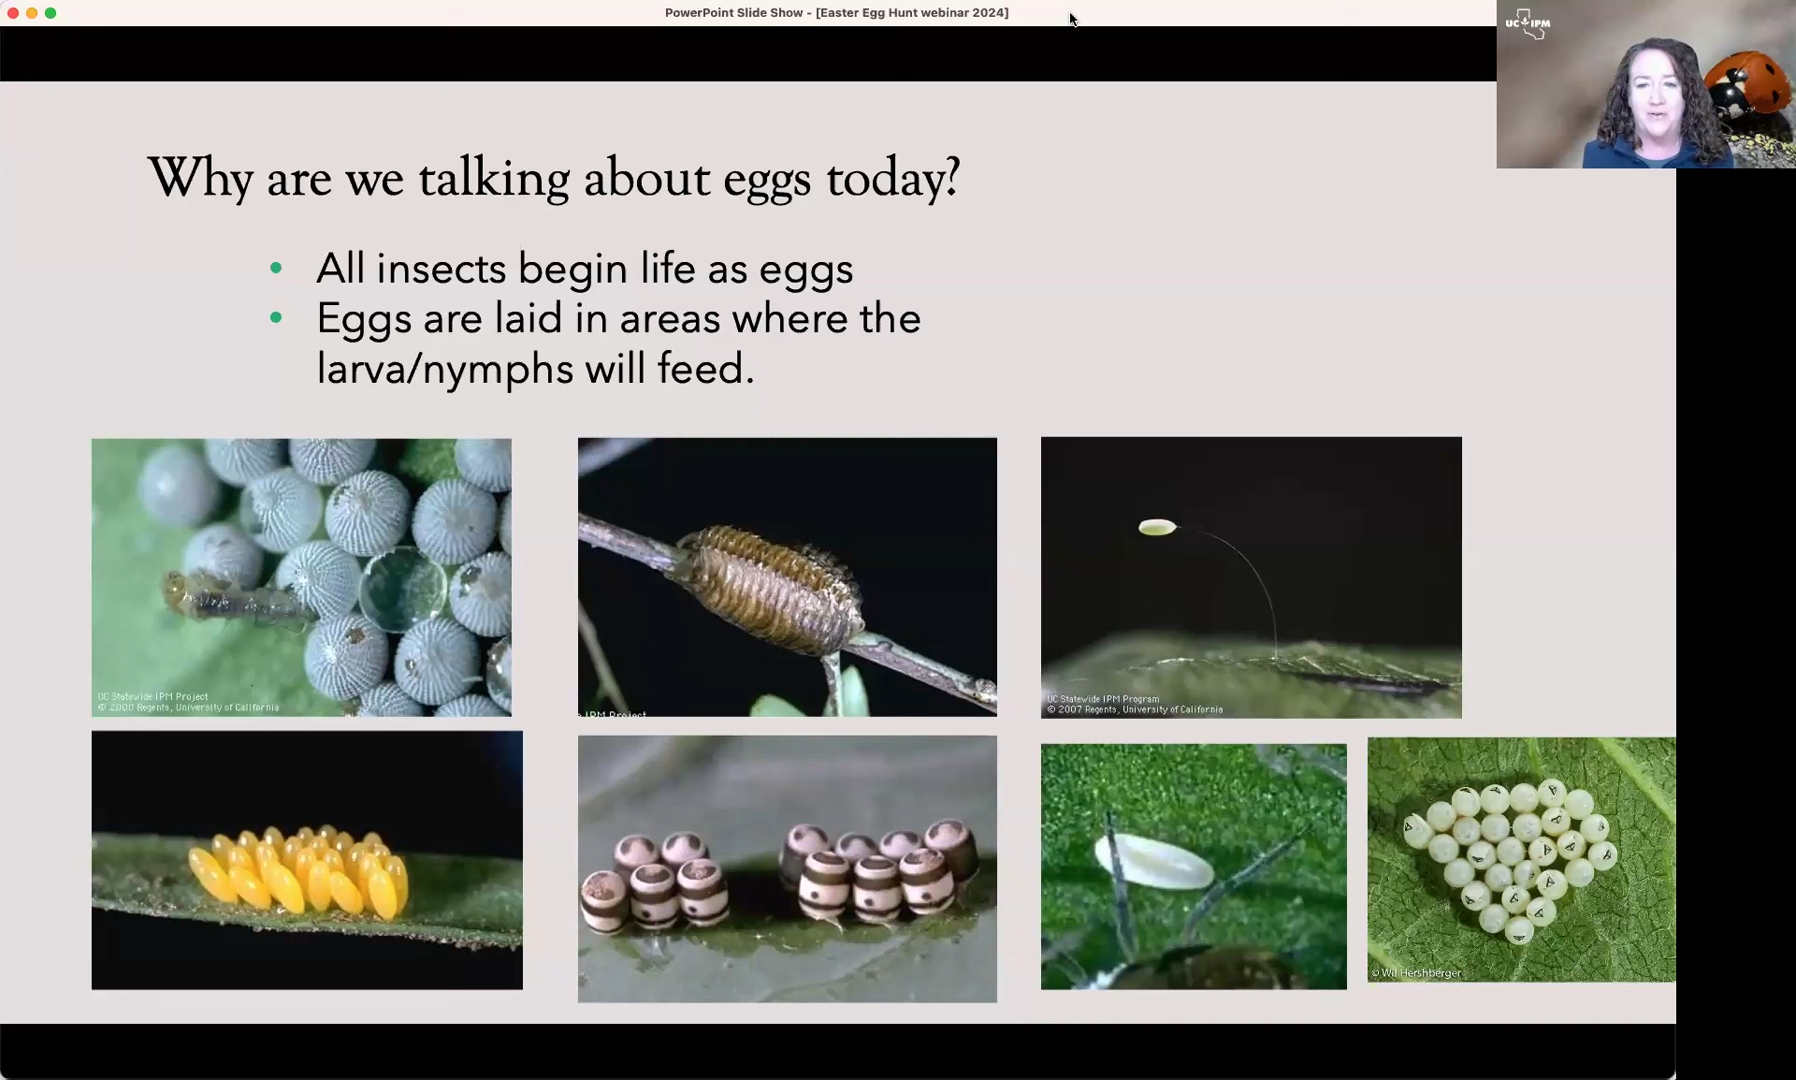 PowerPoint Slide Show - [Easter Egg Hunt webinar 2024]
UC IPM
Why are we talking about eggs today?
• All insects begin life as eggs
• Eggs are laid in areas where the
larva/nymphs will feed.
UC Statewide IPM Project
© 2000 Regents, University of California
IPM Project
UC Statewide IPM Program
© 2007 Regents, University of California
© Wil Hershberger